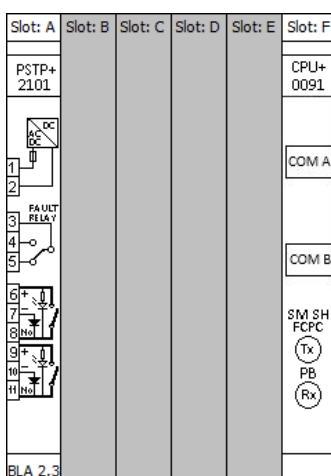 Slot: A Slot: B Slot: C Slot: D Slot: E Slot: F
PSTP+
2101
CPU+
0091
AC
DC
DC
1
2
FAULT
RELAY
3
4
5
6 +
7 -
8 No
9 +
10 -
11 No
COM A
COM B
SM SH
FCPC
Tx
PB
Rx
BLA 2.3